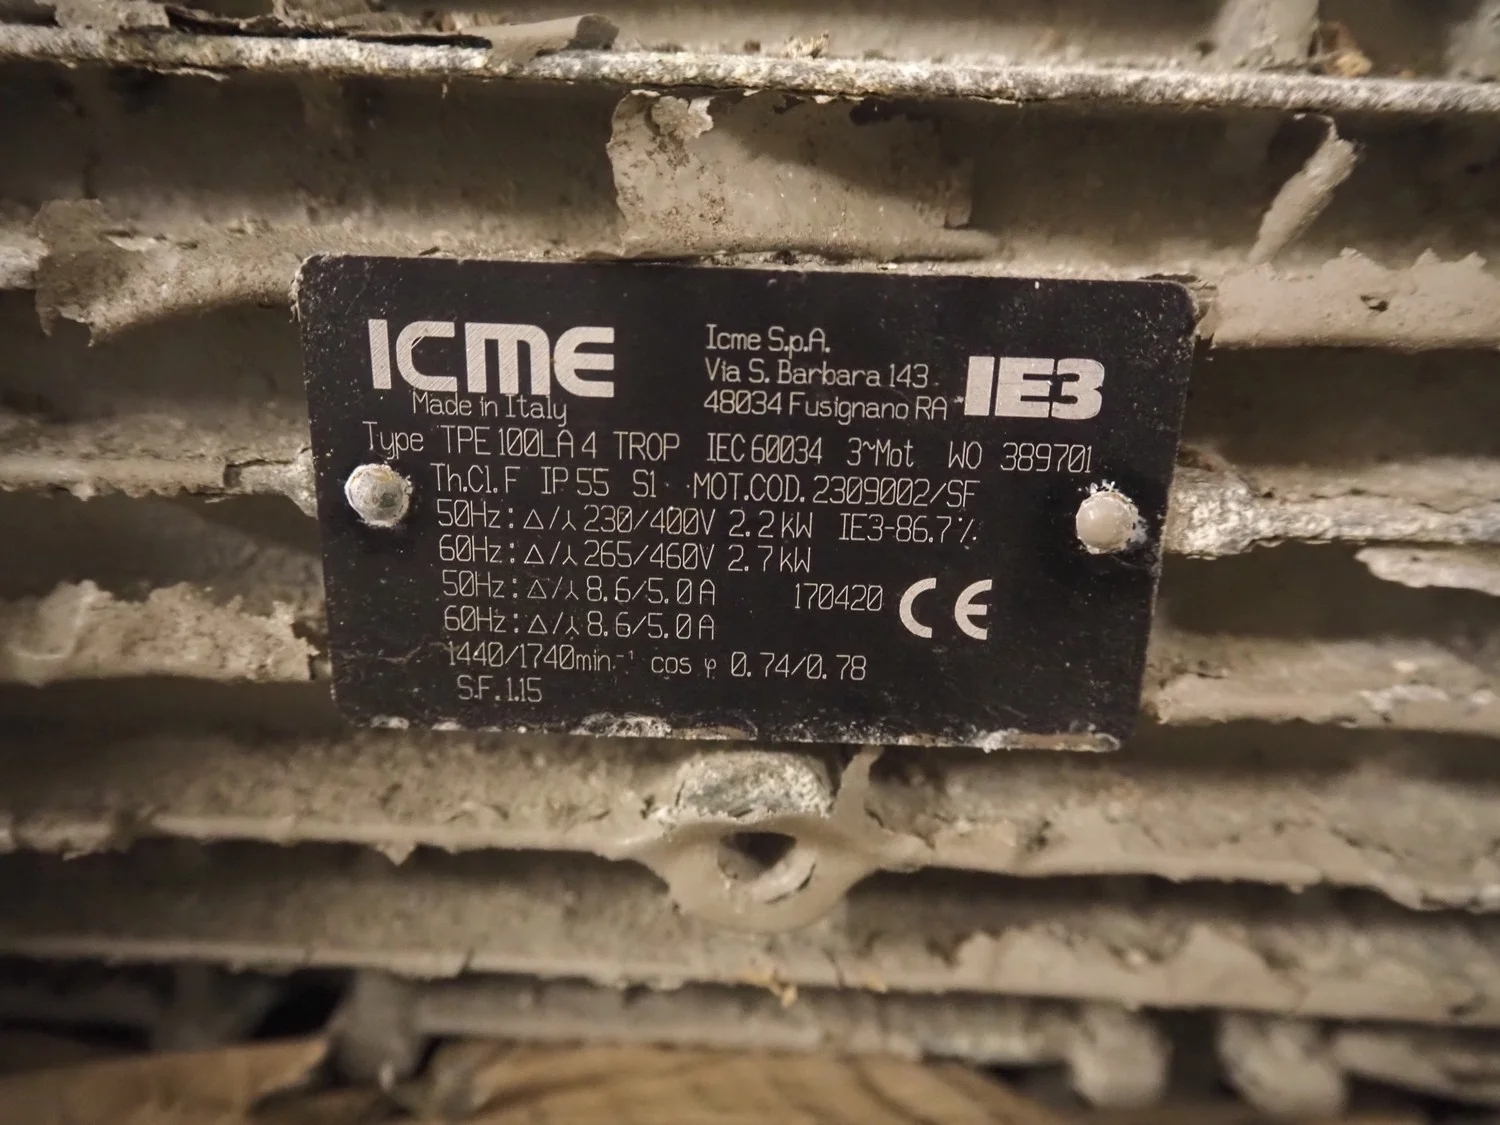 ICME
Made in Italy
Icme S.p.A.
Via S. Barbara 143
48034 Fusignano RA
IE3
Type TPE 100LA 4 TROP IEC 60034 3~Mot WO 389701
Th.Cl. F IP 55 S1 MOT.COD. 2309002/SF
50Hz: △/⅄ 230/400V 2.2 kW IE3-86.7%
60Hz: △/⅄ 265/460V 2.7 kW
50Hz: △/⅄ 8.6/5.0 A 170420 CE
60Hz: △/⅄ 8.6/5.0 A
1440/1740min⁻¹ cos φ 0.74/0.78
S.F. 1.15